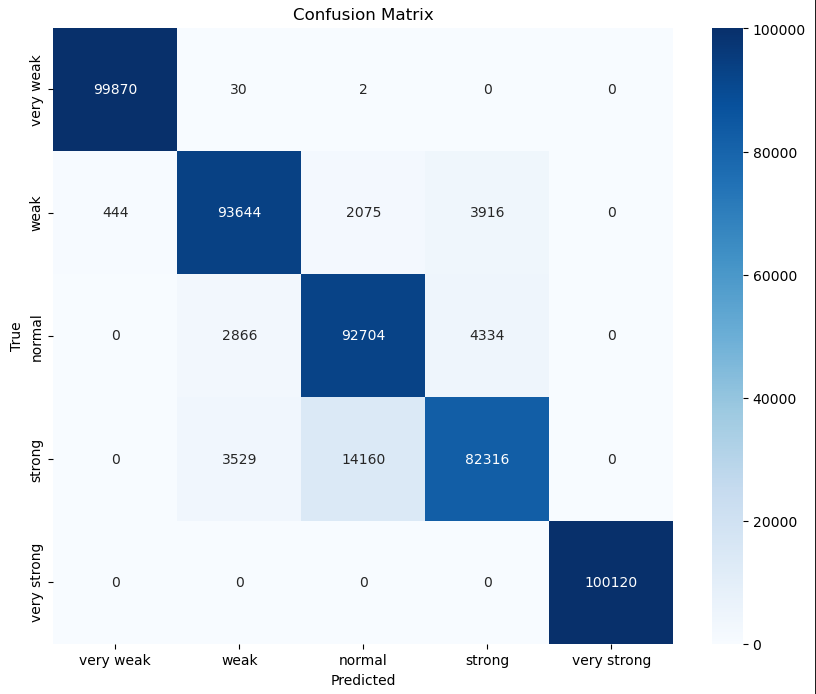 Confusion Matrix
very weak 99870 30 2 0 0
weak 444 93644 2075 3916 0
normal 0 2866 92704 4334 0
strong 0 3529 14160 82316 0
very strong 0 0 0 0 100120
True
very weak weak normal strong very strong
Predicted
100000
80000
60000
40000
20000
0